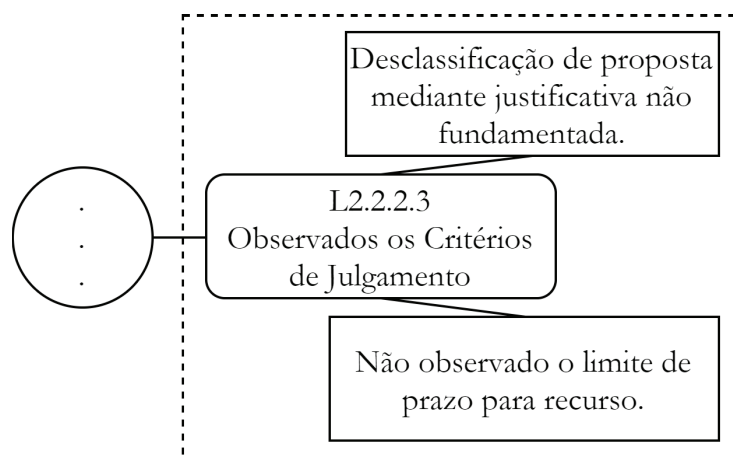 Desclassificação de proposta
mediante justificativa não
fundamentada.
.
.
.
L2.2.2.3
Observados os Critérios
de Julgamento
Não observado o limite de
prazo para recurso.